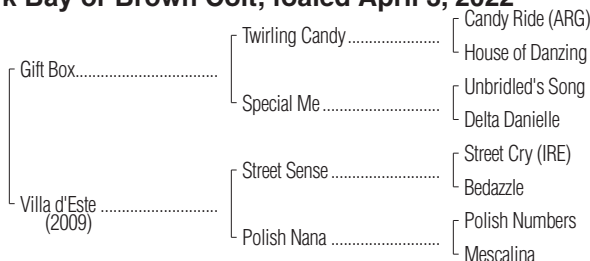 k Bay or Brown Colt; foaled April 3, 2022
Candy Ride (ARG)
Twirling Candy
House of Danzing
Gift Box
Unbridled's Song
Special Me
Delta Danielle
Street Cry (IRE)
Street Sense
Bedazzle
Villa d'Este
(2009)
Polish Numbers
Polish Nana
Mescalina